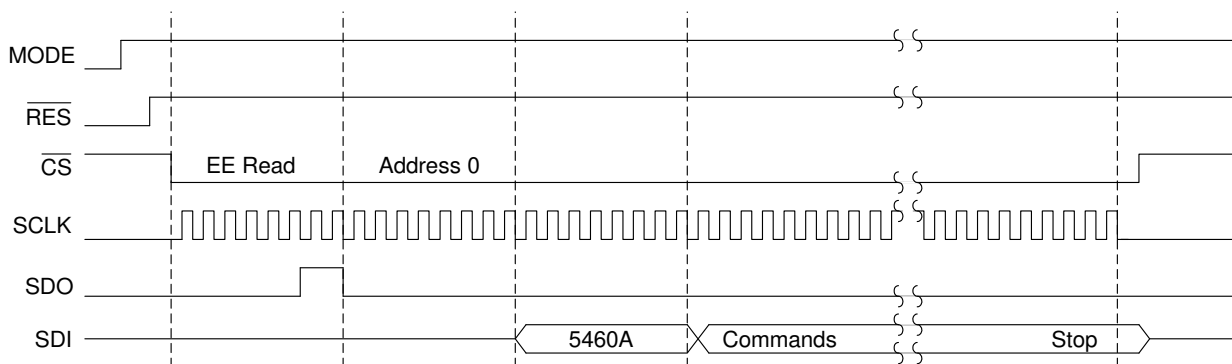 MODE
RES
CS
EE Read Address 0
SCLK
SDO
SDI
5460A Commands Stop